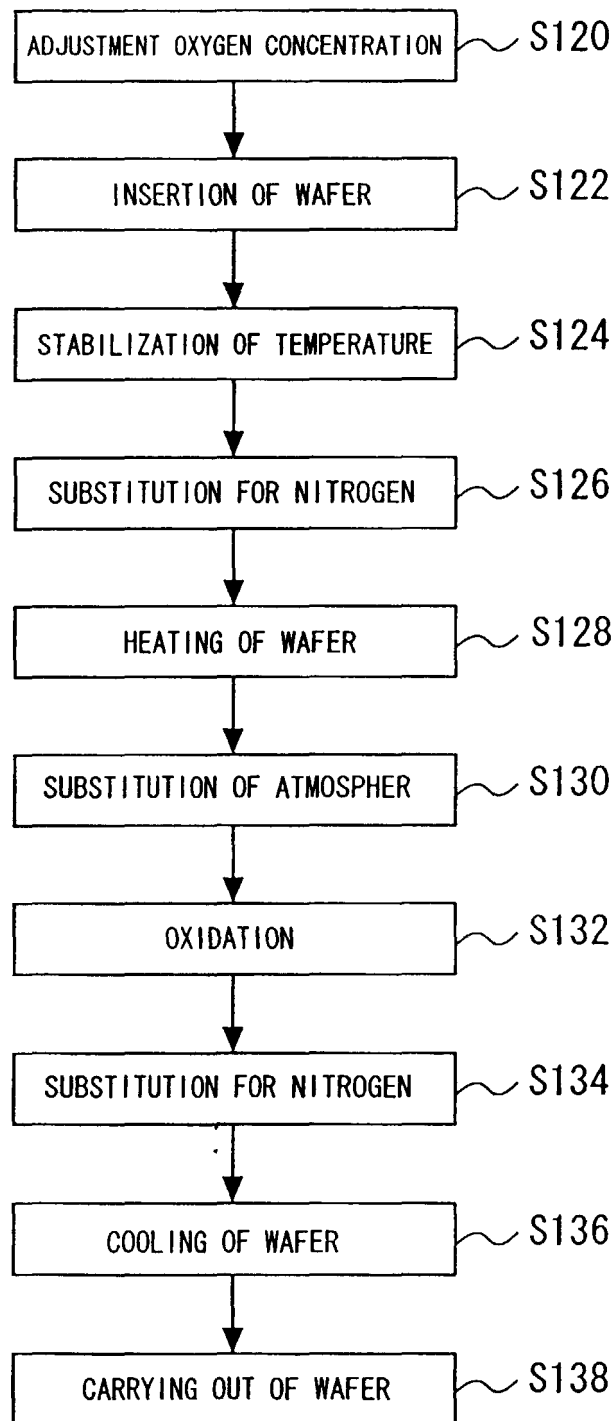 ADJUSTMENT OXYGEN CONCENTRATION S120
INSERTION OF WAFER S122
STABILIZATION OF TEMPERATURE S124
SUBSTITUTION FOR NITROGEN S126
HEATING OF WAFER S128
SUBSTITUTION OF ATMOSPHER S130
OXIDATION S132
SUBSTITUTION FOR NITROGEN S134
COOLING OF WAFER S136
CARRYING OUT OF WAFER S138